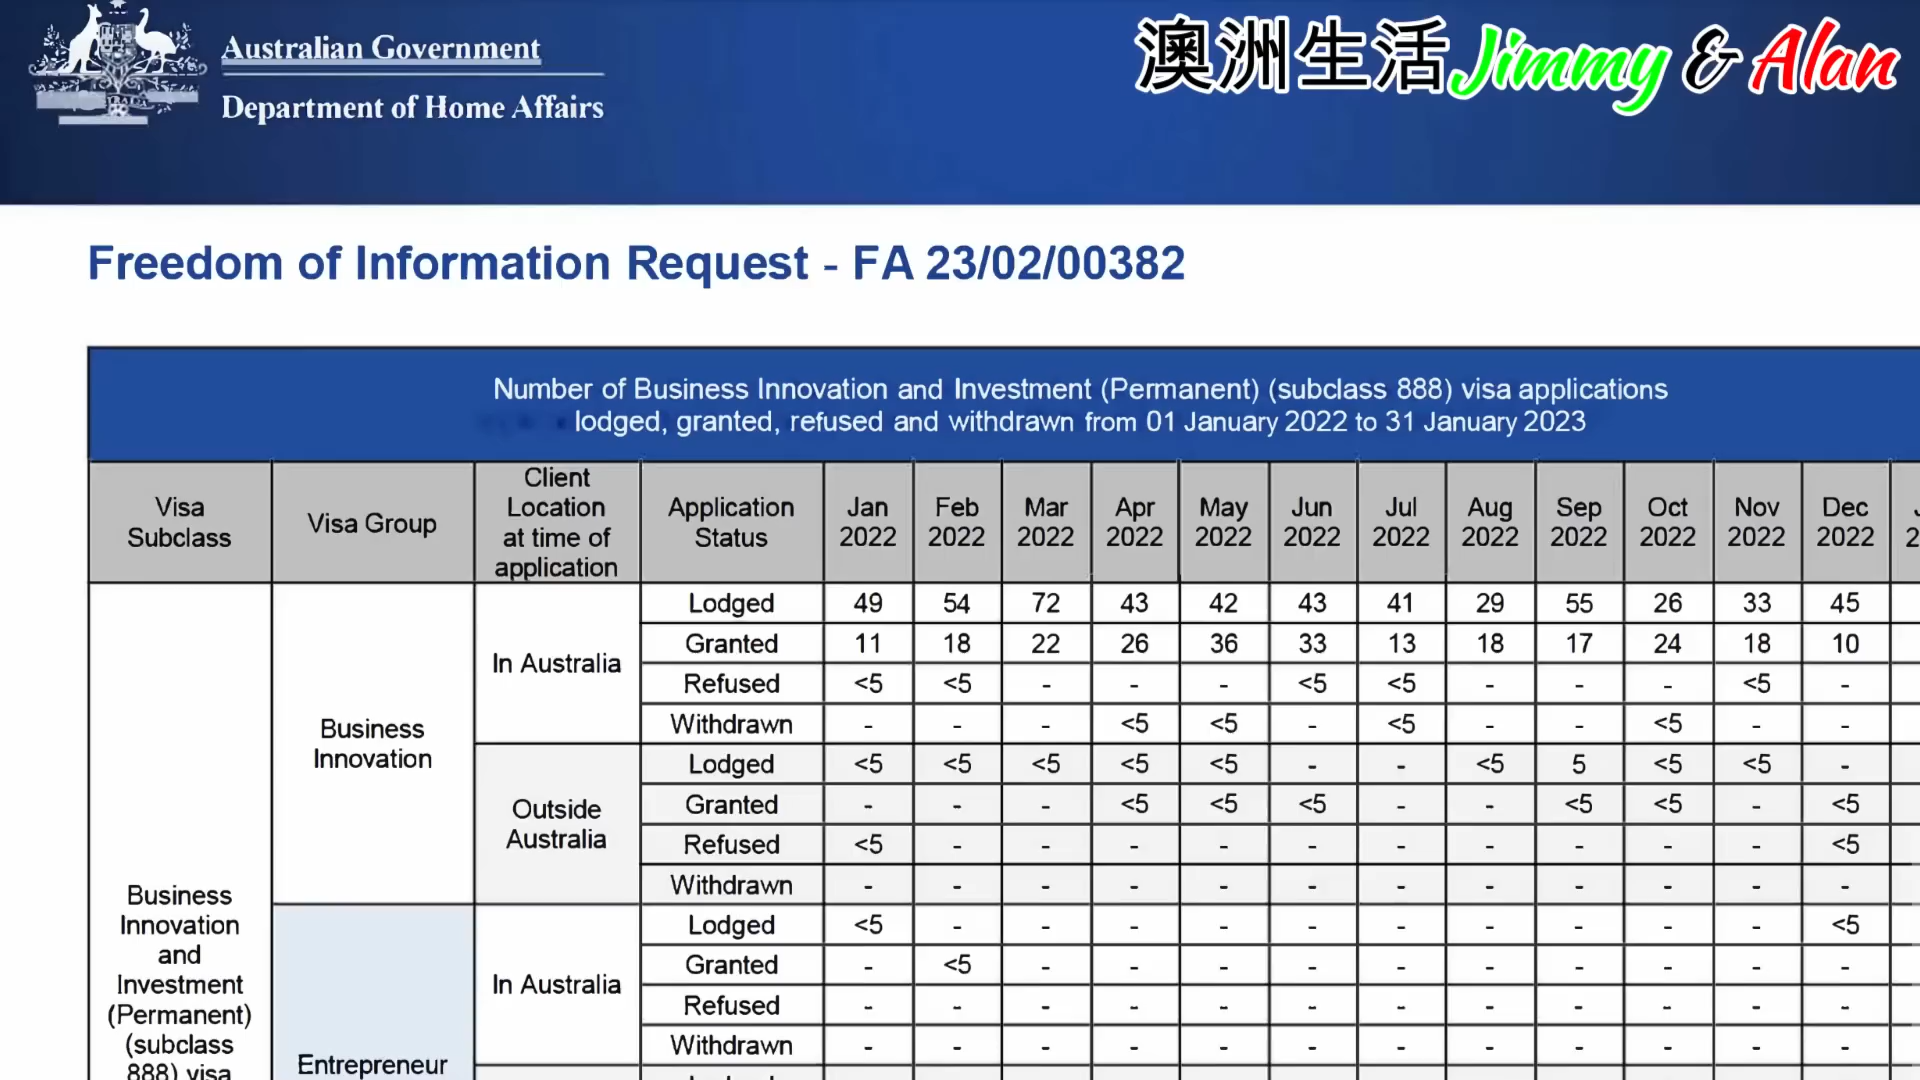 Australian Government
Department of Home Affairs
澳洲生活 Jimmy & Alan
Freedom of Information Request - FA 23/02/00382
Number of Business Innovation and Investment (Permanent) (subclass 888) visa applications
lodged, granted, refused and withdrawn from 01 January 2022 to 31 January 2023
Visa Subclass Visa Group Client Location at time of application Application Status Jan 2022 Feb 2022 Mar 2022 Apr 2022 May 2022 Jun 2022 Jul 2022 Aug 2022 Sep 2022 Oct 2022 Nov 2022 Dec 2022
Business Innovation and Investment (Permanent) (subclass 888) visa
Business Innovation
In Australia
Lodged 49 54 72 43 42 43 41 29 55 26 33 45
Granted 11 18 22 26 36 33 13 18 17 24 18 10
Refused <5 <5 - - - <5 <5 - - - <5 -
Withdrawn - - - <5 <5 - <5 - - <5 - -
Outside Australia
Lodged <5 <5 <5 <5 <5 - - <5 5 <5 <5 -
Granted - - - <5 <5 <5 - - <5 <5 - <5
Refused <5 - - - - - - - - - - <5
Withdrawn - - - - - - - - - - - -
Entrepreneur
In Australia
Lodged <5 - - - - - - - - - - <5
Granted - <5 - - - - - - - - - -
Refused - - - - - - - - - - - -
Withdrawn - - - - - - - - - - - -